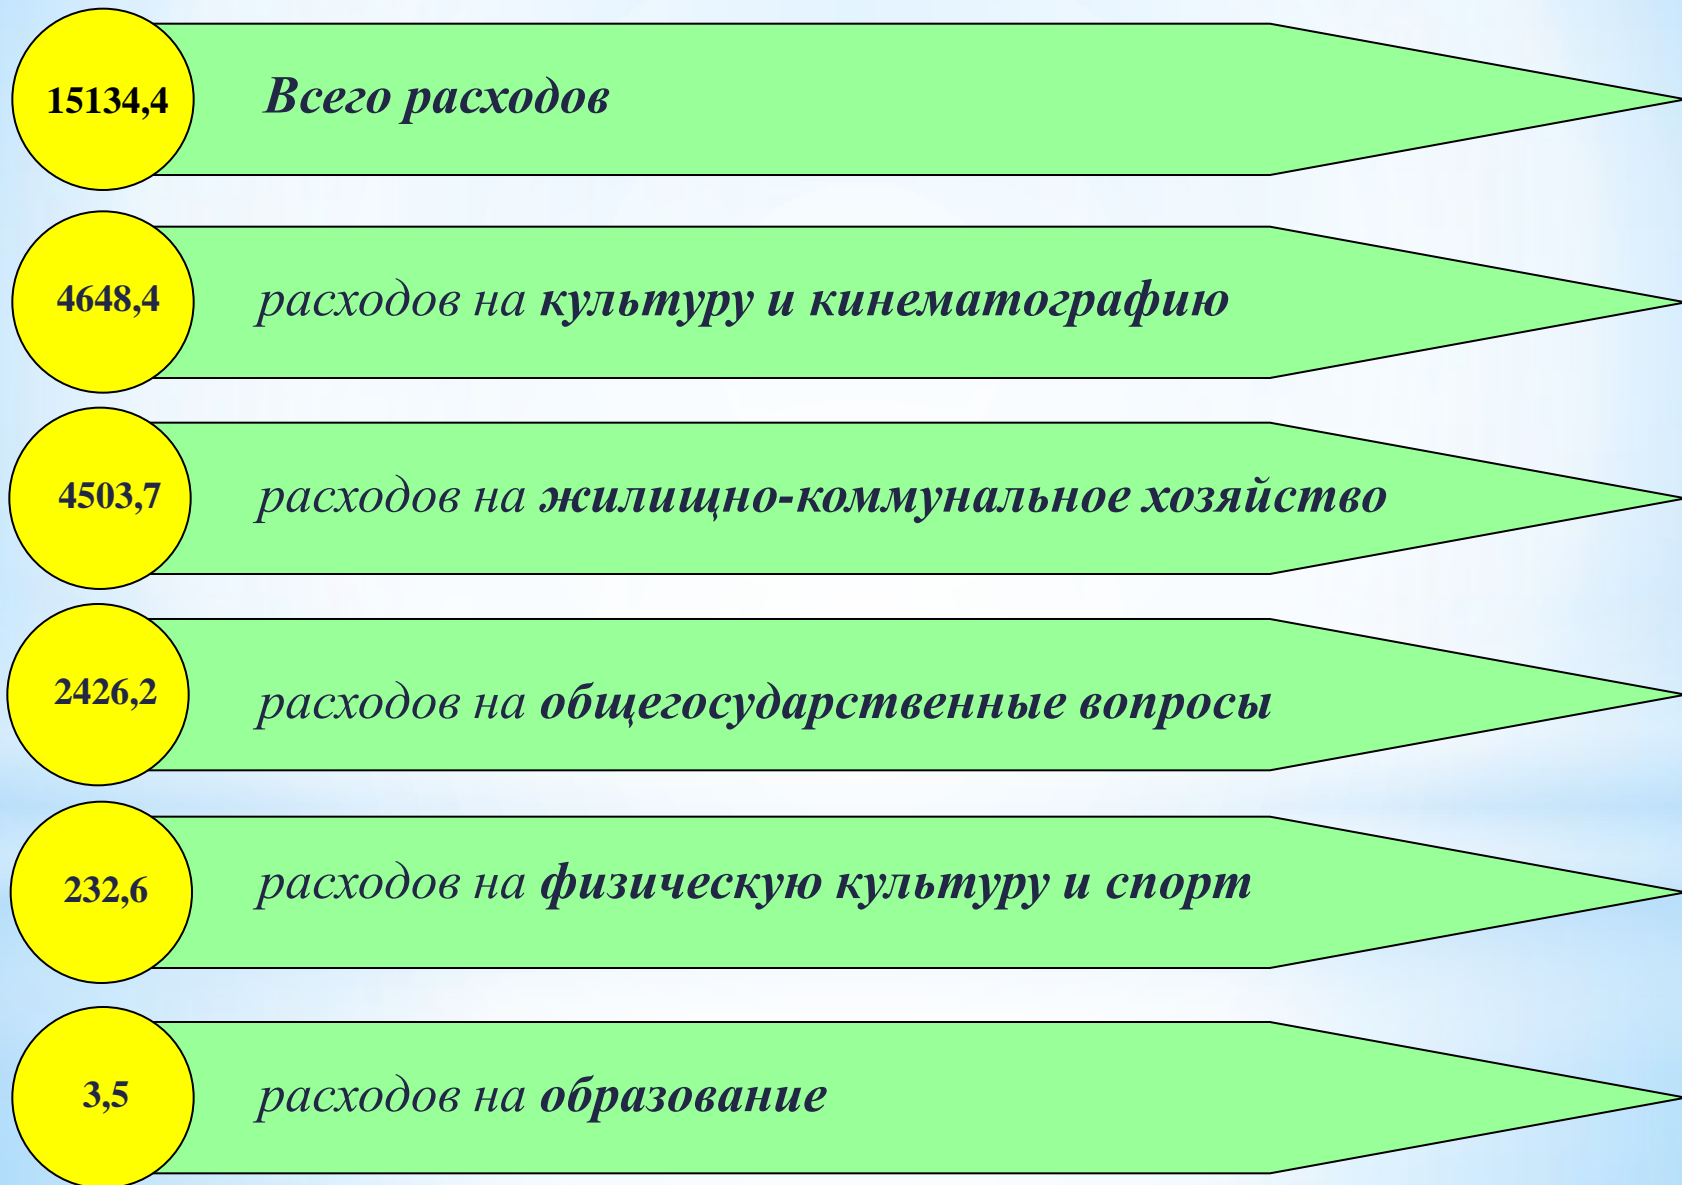 15134,4 Всего расходов
4648,4 расходов на культуру и кинематографию
4503,7 расходов на жилищно-коммунальное хозяйство
2426,2 расходов на общегосударственные вопросы
232,6 расходов на физическую культуру и спорт
3,5 расходов на образование